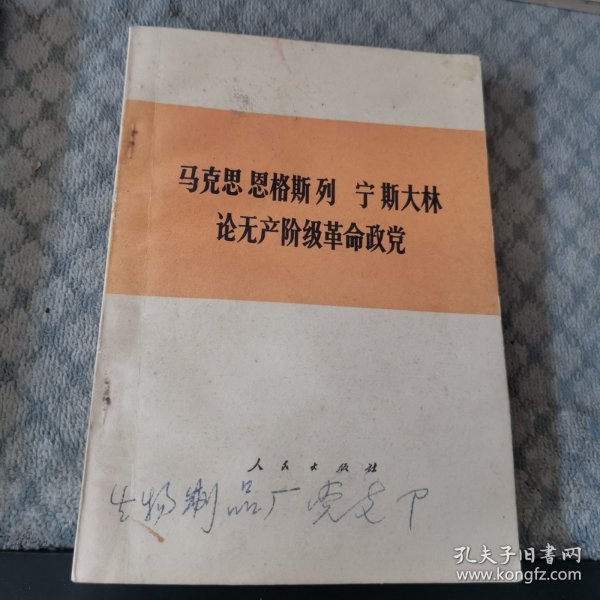 马克思 恩格斯 列 宁 斯大林
论无产阶级革命政党
人民出版社
生物制品厂党支下
孔夫子旧书网
www.kongfz.com